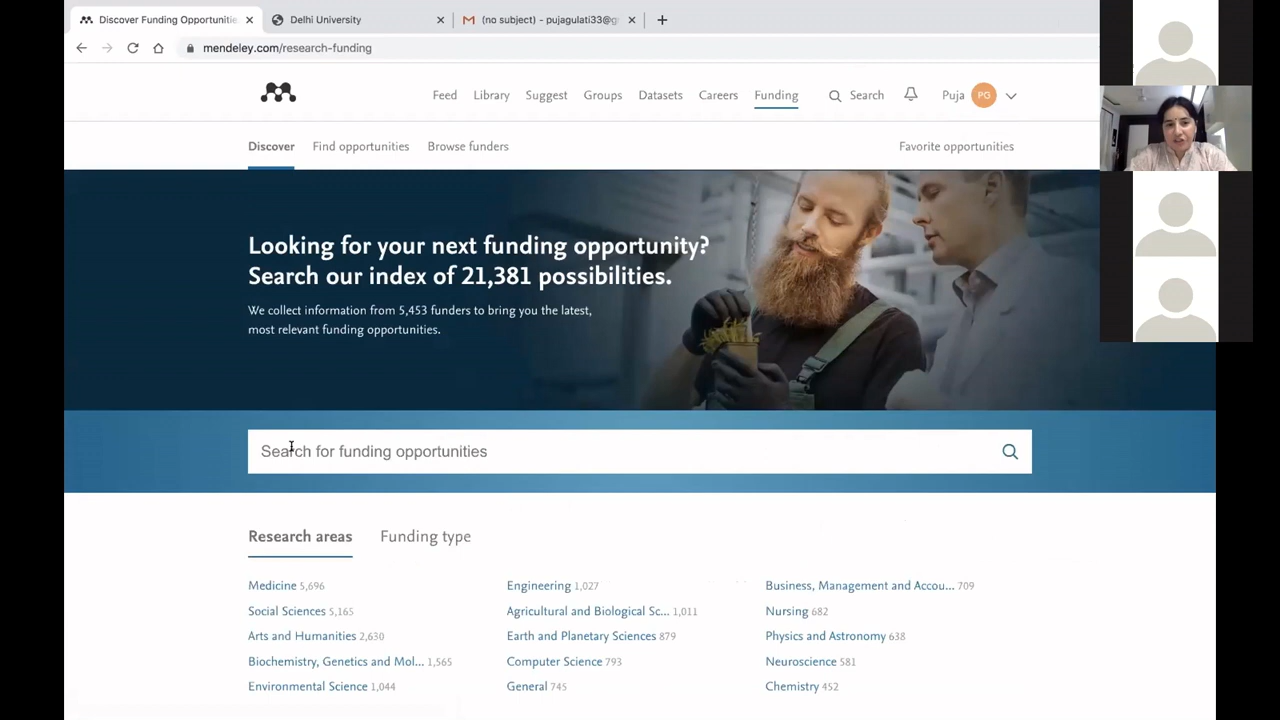 Discover Funding Opportunitie
Delhi University
(no subject) - pujagulati33@g
mendeley.com/research-funding
Feed
Library
Suggest
Groups
Datasets
Careers
Funding
Search
Puja
PG
Discover
Find opportunities
Browse funders
Favorite opportunities
Looking for your next funding opportunity?
Search our index of 21,381 possibilities.
We collect information from 5,453 funders to bring you the latest,
most relevant funding opportunities.
Search for funding opportunities
Research areas
Funding type
Medicine 5,696
Engineering 1,027
Business, Management and Accou... 709
Social Sciences 5,165
Agricultural and Biological Sc... 1,011
Nursing 682
Arts and Humanities 2,630
Earth and Planetary Sciences 879
Physics and Astronomy 638
Biochemistry, Genetics and Mol... 1,565
Computer Science 793
Neuroscience 581
Environmental Science 1,044
General 745
Chemistry 452